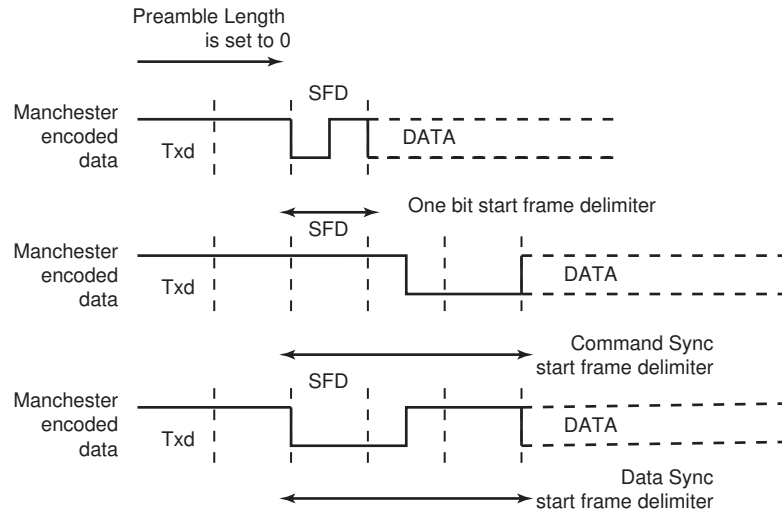 Preamble Length
is set to 0
SFD
Manchester
encoded
data
Txd
DATA
One bit start frame delimiter
SFD
Manchester
encoded
data
Txd
DATA
Command Sync
start frame delimiter
SFD
Manchester
encoded
data
Txd
DATA
Data Sync
start frame delimiter